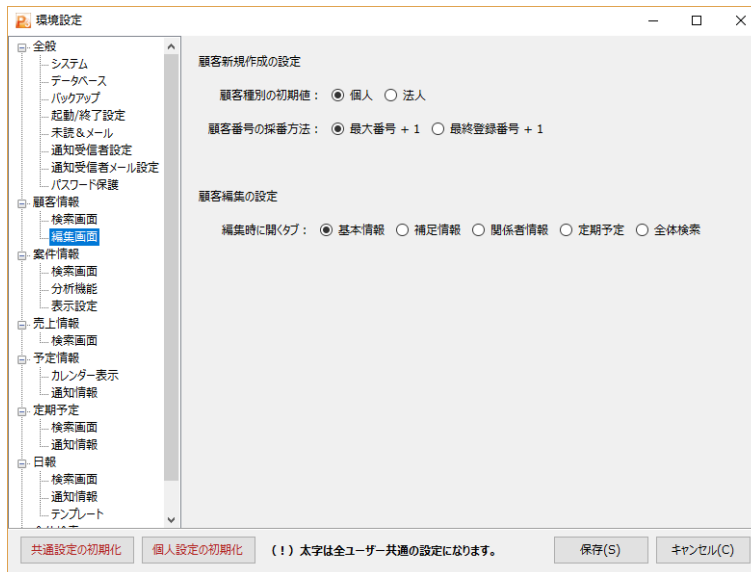 環境設定
全般
システム
データベース
バックアップ
起動/終了設定
未読＆メール
通知受信者設定
通知受信者メール設定
パスワード保護
顧客情報
検索画面
編集画面
案件情報
検索画面
分析機能
表示設定
売上情報
検索画面
予定情報
カレンダー表示
通知情報
定期予定
検索画面
通知情報
日報
検索画面
通知情報
テンプレート
顧客新規作成の設定
顧客種別の初期値： 個人 法人
顧客番号の採番方法： 最大番号 + 1 最終登録番号 + 1
顧客編集の設定
編集時に開くタブ： 基本情報 補足情報 関係者情報 定期予定 全体検索
共通設定の初期化 個人設定の初期化 (！) 太字は全ユーザー共通の設定になります。 保存(S) キャンセル(C)